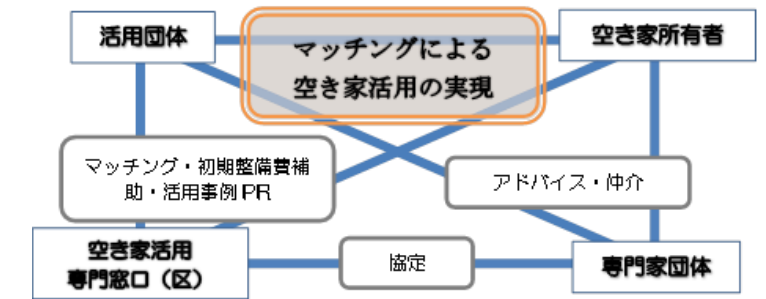 活用団体
マッチングによる
空き家活用の実現
空き家所有者
マッチング・初期整備費補
助・活用事例PR
アドバイス・仲介
空き家活用
専門窓口（区）
協定
専門家団体